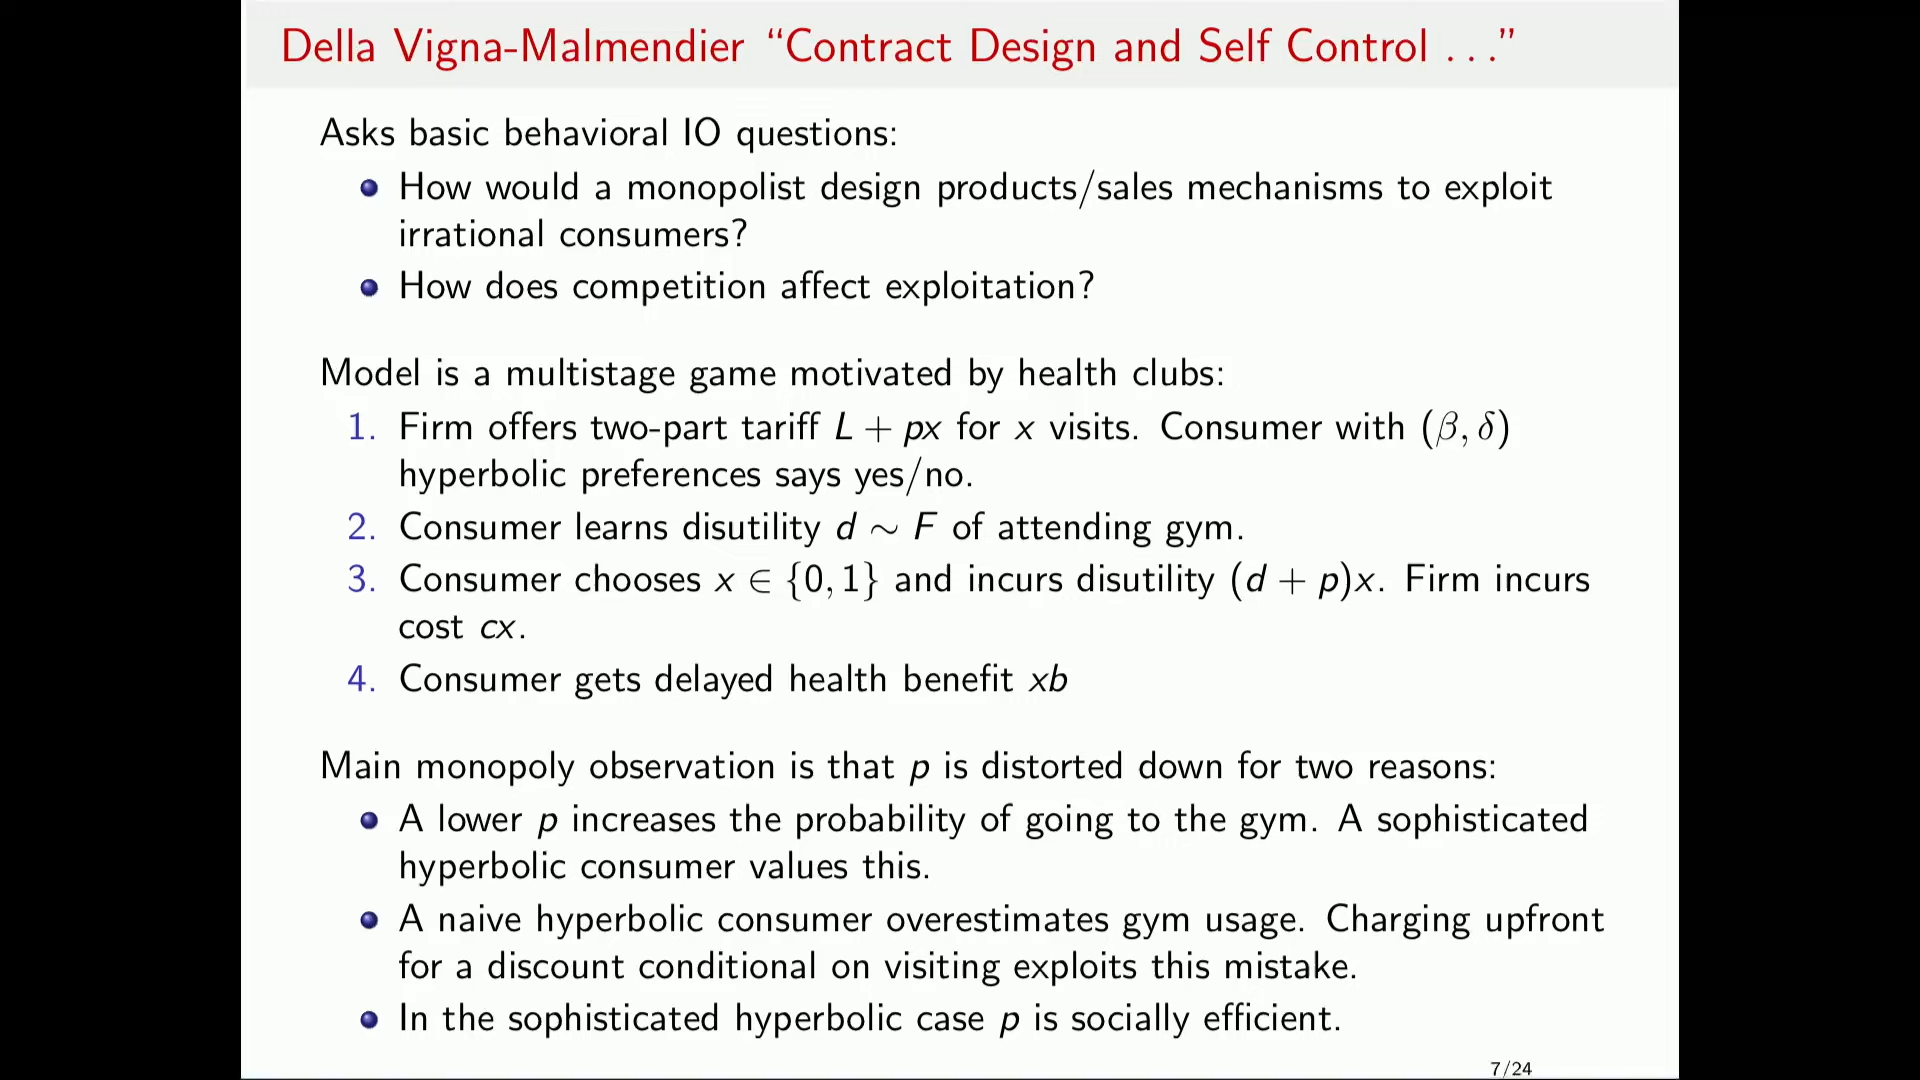 Della Vigna-Malmendier “Contract Design and Self Control . . .”
Asks basic behavioral IO questions:
How would a monopolist design products/sales mechanisms to exploit
irrational consumers?
How does competition affect exploitation?
Model is a multistage game motivated by health clubs:
1. Firm offers two-part tariff L + px for x visits. Consumer with (β, δ)
hyperbolic preferences says yes/no.
2. Consumer learns disutility d ∼ F of attending gym.
3. Consumer chooses x ∈ {0, 1} and incurs disutility (d + p)x. Firm incurs
cost cx.
4. Consumer gets delayed health benefit xb
Main monopoly observation is that p is distorted down for two reasons:
A lower p increases the probability of going to the gym. A sophisticated
hyperbolic consumer values this.
A naive hyperbolic consumer overestimates gym usage. Charging upfront
for a discount conditional on visiting exploits this mistake.
In the sophisticated hyperbolic case p is socially efficient.
7/24